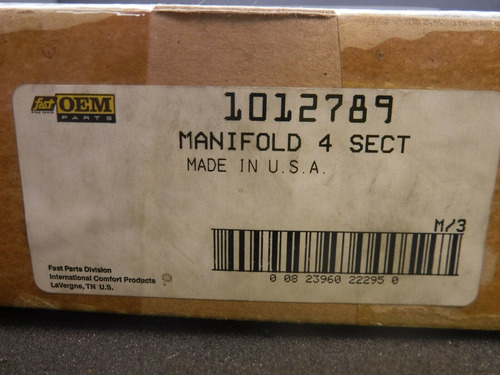 fast OEM
PARTS
1012789
MANIFOLD 4 SECT
MADE IN U.S.A.
M/3
0 08 23960 22295 0
Fast Parts Division
International Comfort Products
LaVergne, TN U.S.